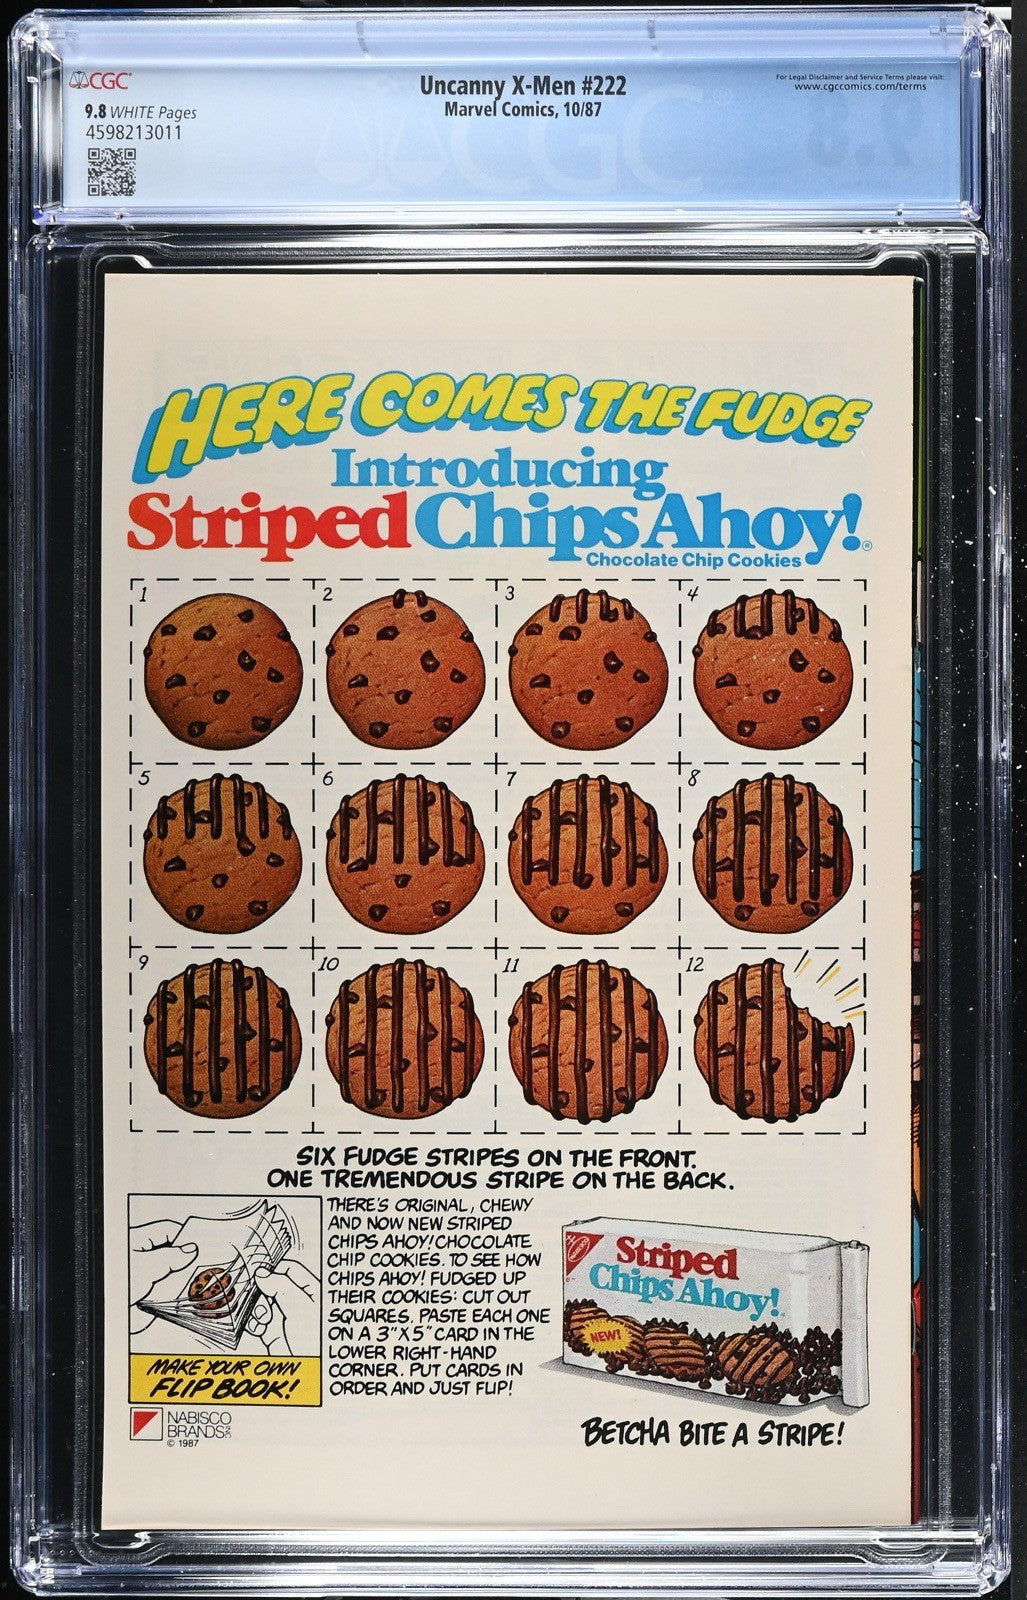 CGC
9.8 WHITE Pages
4598213011
Uncanny X-Men #222
Marvel Comics, 10/87
For Legal Disclaimer and Service Terms please visit:
www.cgccomics.com/terms
CGC
HERE COMES THE FUDGE
Introducing
Striped Chips Ahoy!®
Chocolate Chip Cookies
1 2 3 4
5 6 7 8
9 10 11 12
SIX FUDGE STRIPES ON THE FRONT.
ONE TREMENDOUS STRIPE ON THE BACK.
MAKE YOUR OWN
FLIP BOOK!
THERE'S ORIGINAL, CHEWY
AND NOW NEW STRIPED
CHIPS AHOY! CHOCOLATE
CHIP COOKIES. TO SEE HOW
CHIPS AHOY! FUDGED UP
THEIR COOKIES: CUT OUT
SQUARES. PASTE EACH ONE
ON A 3"X5" CARD IN THE
LOWER RIGHT-HAND
CORNER. PUT CARDS IN
ORDER AND JUST FLIP!
NABISCO
Striped
Chips Ahoy!
NEW!
NABISCO
BRANDS INC
© 1987
BETCHA BITE A STRIPE!